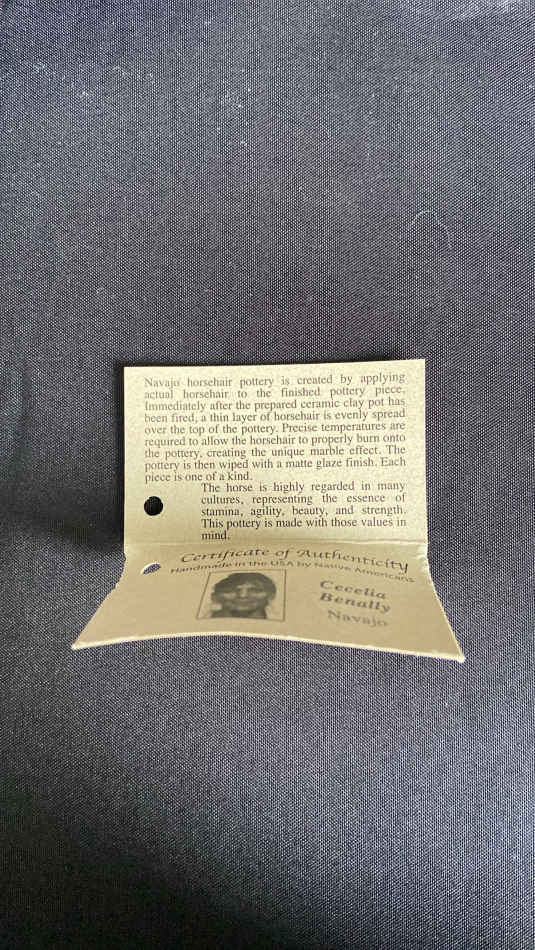 Navajo horsehair pottery is created by applying
actual horsehair to the finished pottery piece.
Immediately after the prepared ceramic clay pot has
been fired, a thin layer of horsehair is evenly spread
over the top of the pottery. Precise temperatures are
required to allow the horsehair to properly burn onto
the pottery, creating the unique marble effect. The
pottery is then wiped with a matte glaze finish. Each
piece is one of a kind.
The horse is highly regarded in many
cultures, representing the essence of
stamina, agility, beauty, and strength.
This pottery is made with those values in
mind.
Certificate of Authenticity
Handmade in the USA by Native Americans
Cecelia
Benally
Navajo